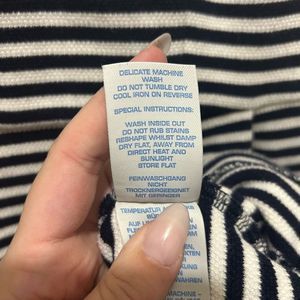 DELICATE MACHINE
WASH
DO NOT TUMBLE DRY
COOL IRON ON REVERSE
SPECIAL INSTRUCTIONS:
WASH INSIDE OUT
DO NOT RUB STAINS
RESHAPE WHILST DAMP
DRY FLAT, AWAY FROM
DIRECT HEAT AND
SUNLIGHT
STORE FLAT
FEINWASCHGANG
NICHT
TROCKNERGEEIGNET
MIT GERINGER
TEMPERATUR